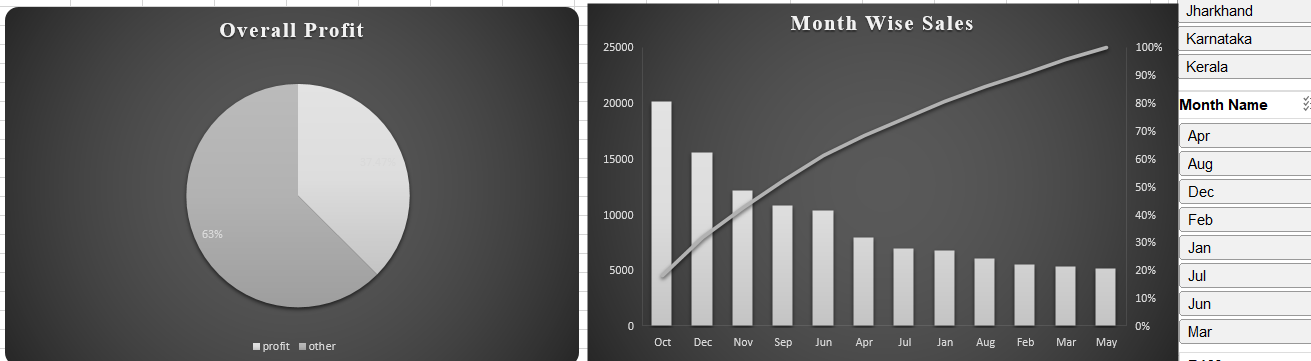 Overall Profit
63%
profit
other
Month Wise Sales
25000
20000
15000
10000
5000
0
100%
90%
80%
70%
60%
50%
40%
30%
20%
10%
0%
Oct Dec Nov Sep Jun Apr Jul Jan Aug Feb Mar May
Jharkhand
Karnataka
Kerala
Month Name
Apr
Aug
Dec
Feb
Jan
Jul
Jun
Mar